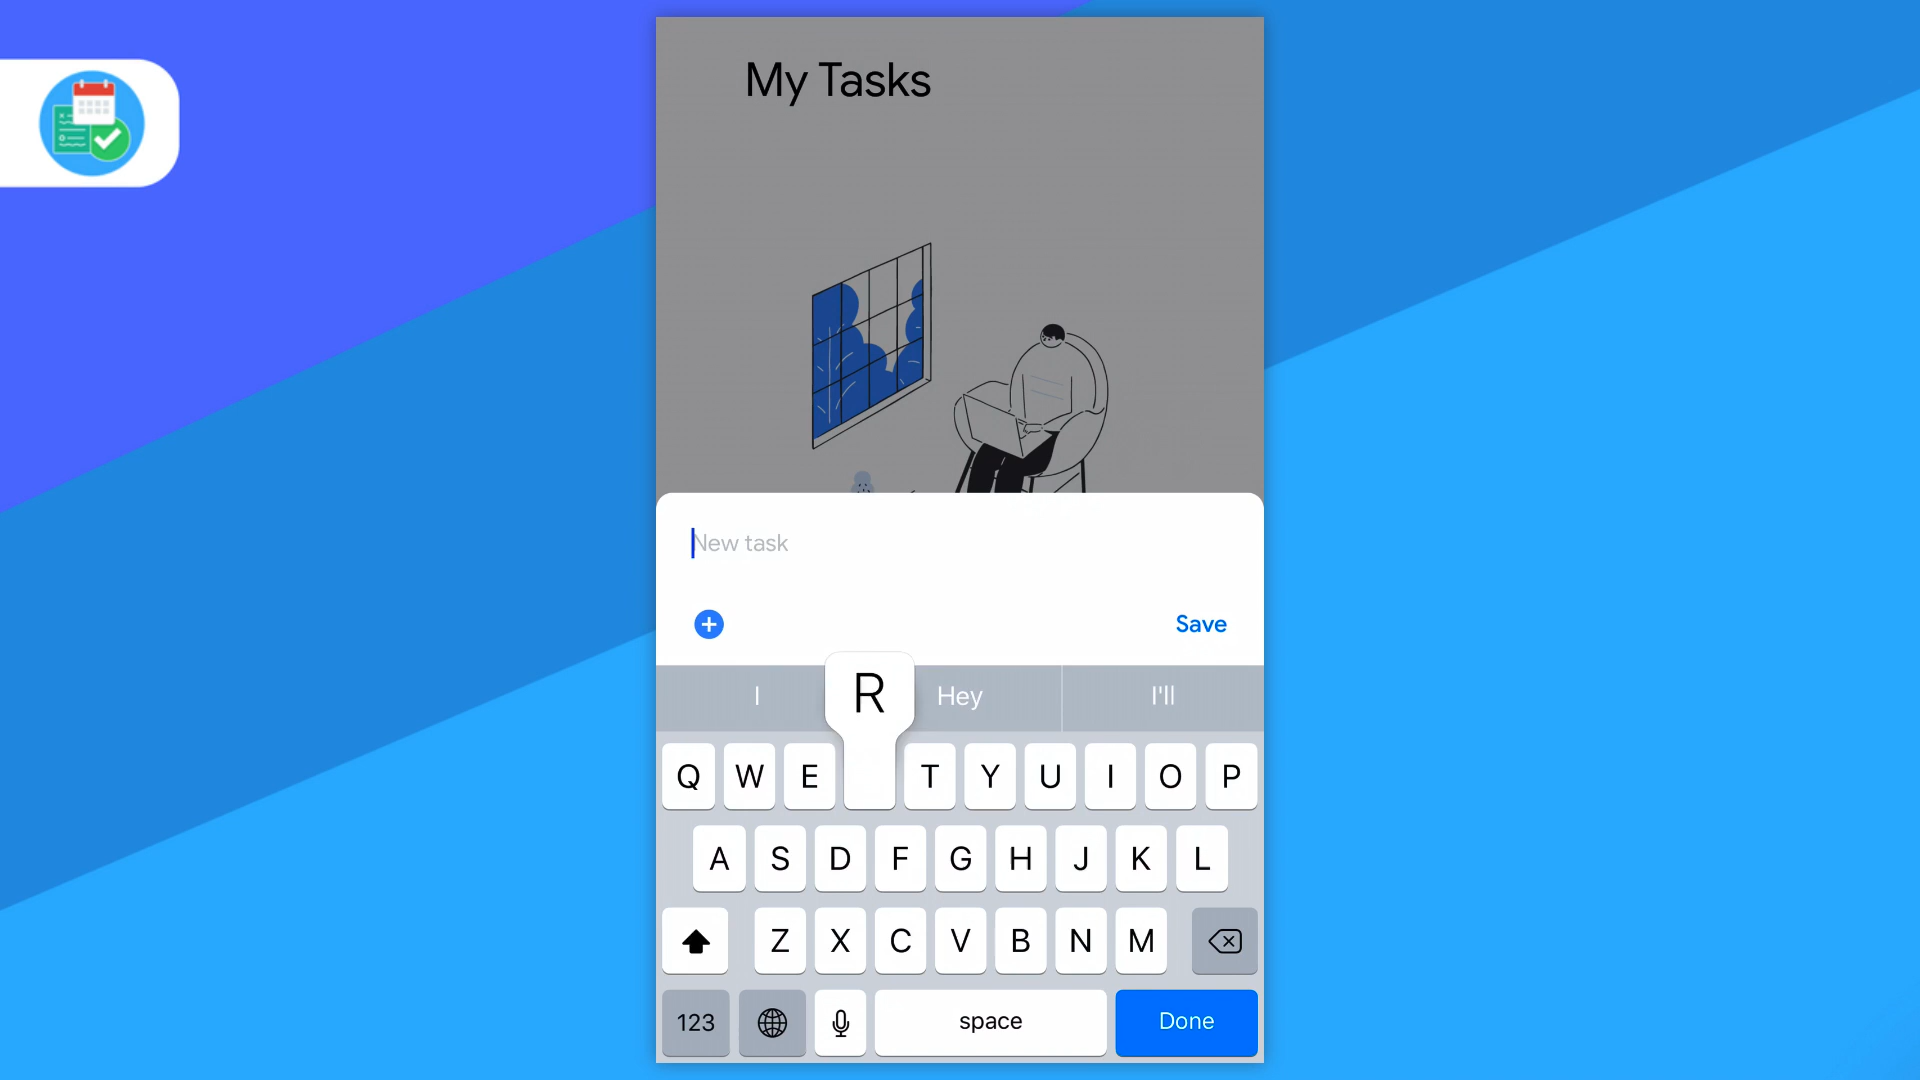 My Tasks
New task
Save
I Hey I'll
R
Q W E T Y U I O P
A S D F G H J K L
Z X C V B N M
123 space Done